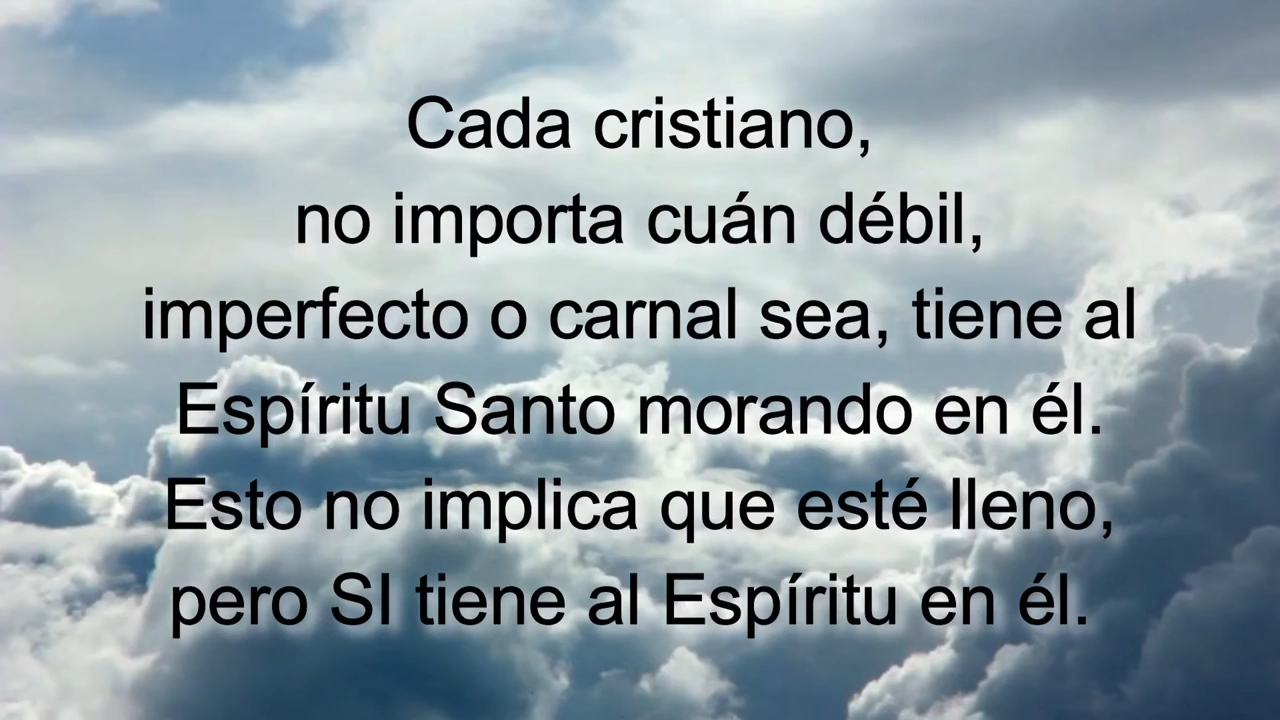 Cada cristiano,
no importa cuán débil,
imperfecto o carnal sea, tiene al
Espíritu Santo morando en él.
Esto no implica que esté lleno,
pero SI tiene al Espíritu en él.